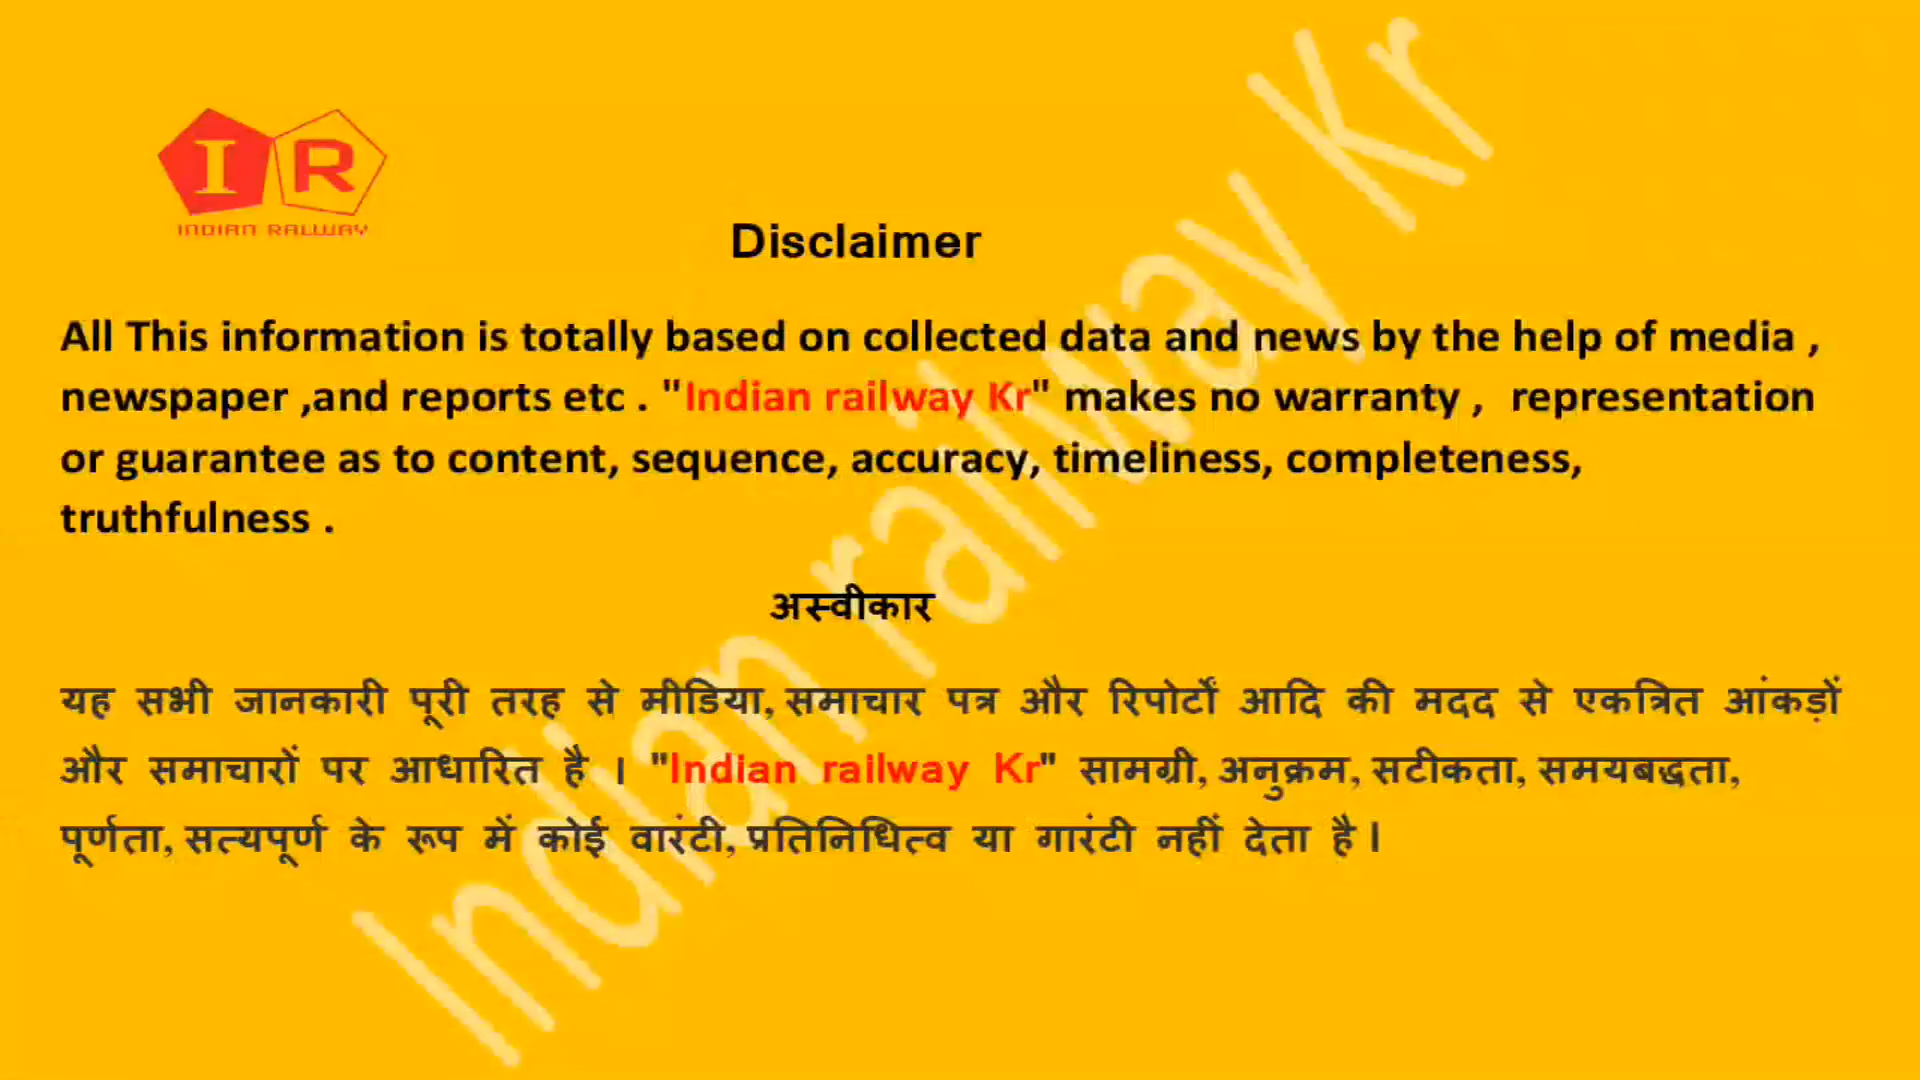 IR
INDIAN RALWAY
Disclaimer
All This information is totally based on collected data and news by the help of media ,
newspaper ,and reports etc . "Indian railway Kr" makes no warranty , representation
or guarantee as to content, sequence, accuracy, timeliness, completeness,
truthfulness .
अस्वीकार
यह सभी जानकारी पूरी तरह से मीडिया, समाचार पत्र और रिपोर्टों आदि की मदद से एकत्रित आंकड़ों
और समाचारों पर आधारित है । "Indian railway Kr" सामग्री, अनुक्रम, सटीकता, समयबद्धता,
पूर्णता, सत्यपूर्ण के रूप में कोई वारंटी, प्रतिनिधित्व या गारंटी नहीं देता है।
Indian railway Kr